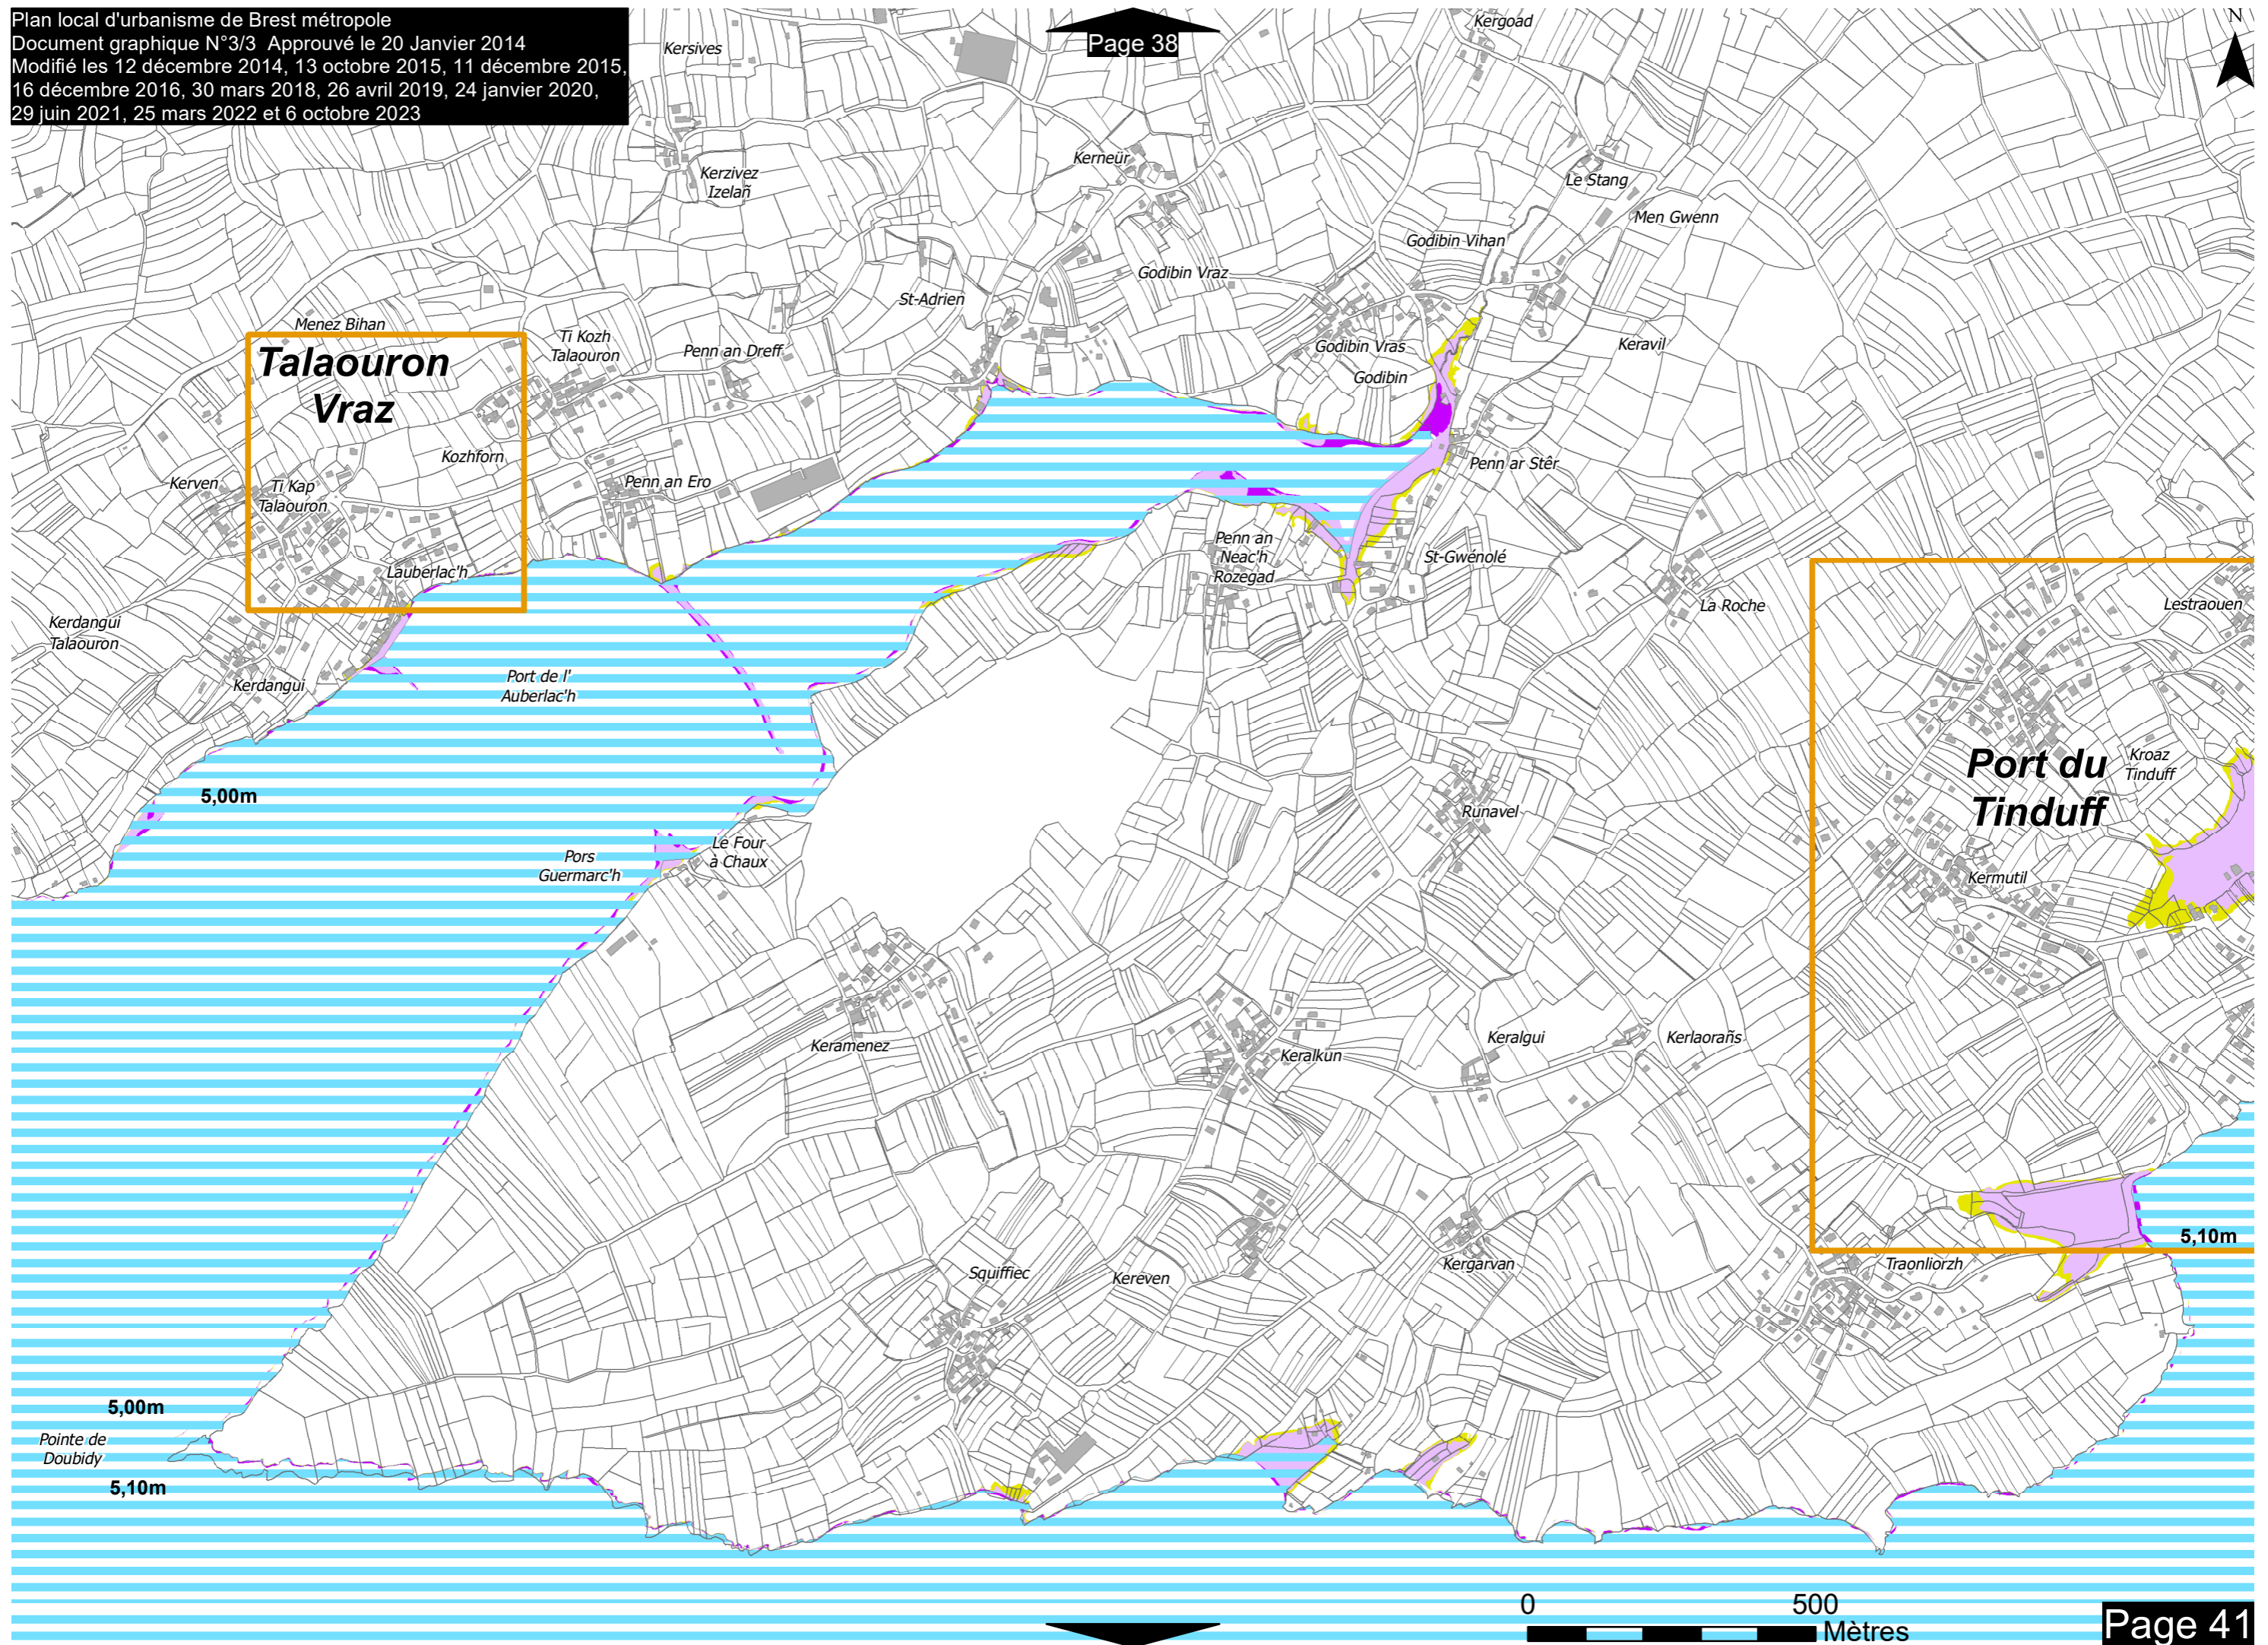 Plan local d'urbanisme de Brest métropole
Document graphique N°3/3 Approuvé le 20 Janvier 2014
Modifié les 12 décembre 2014, 13 octobre 2015, 11 décembre 2015,
16 décembre 2016, 30 mars 2018, 26 avril 2019, 24 janvier 2020,
29 juin 2021, 25 mars 2022 et 6 octobre 2023
Page 38
N
Kergoad
Kersives
Kerneür
Kerzivez
Izelañ
Le Stang
Men Gwenn
Godibin Vihan
Godibin Vraz
St-Adrien
Menez Bihan
Talaouron
Vraz
Ti Kozh
Talaouron
Penn an Dreff
Godibin Vras
Godibin
Keravil
Kozhforn
Kerven
Ti Kap
Talaouron
Penn an Ero
Penn ar Stêr
Penn an
Neac'h
Rozegad
St-Gwénolé
Lauberlac'h
La Roche
Lestraouen
Kerdangui
Talaouron
Kerdangui
Port de l'
Auberlac'h
5,00m
Port du
Tinduff
Kroaz
Tinduff
Runavel
Le Four
à Chaux
Pors
Guermarc'h
Kermutil
Keramenez
Keralkun
Keralgui
Kerlaorañs
5,10m
Squiffiec
Kereven
Kergarvan
Traonliorzh
5,00m
Pointe de
Doubidy
5,10m
0 500
Mètres
Page 41